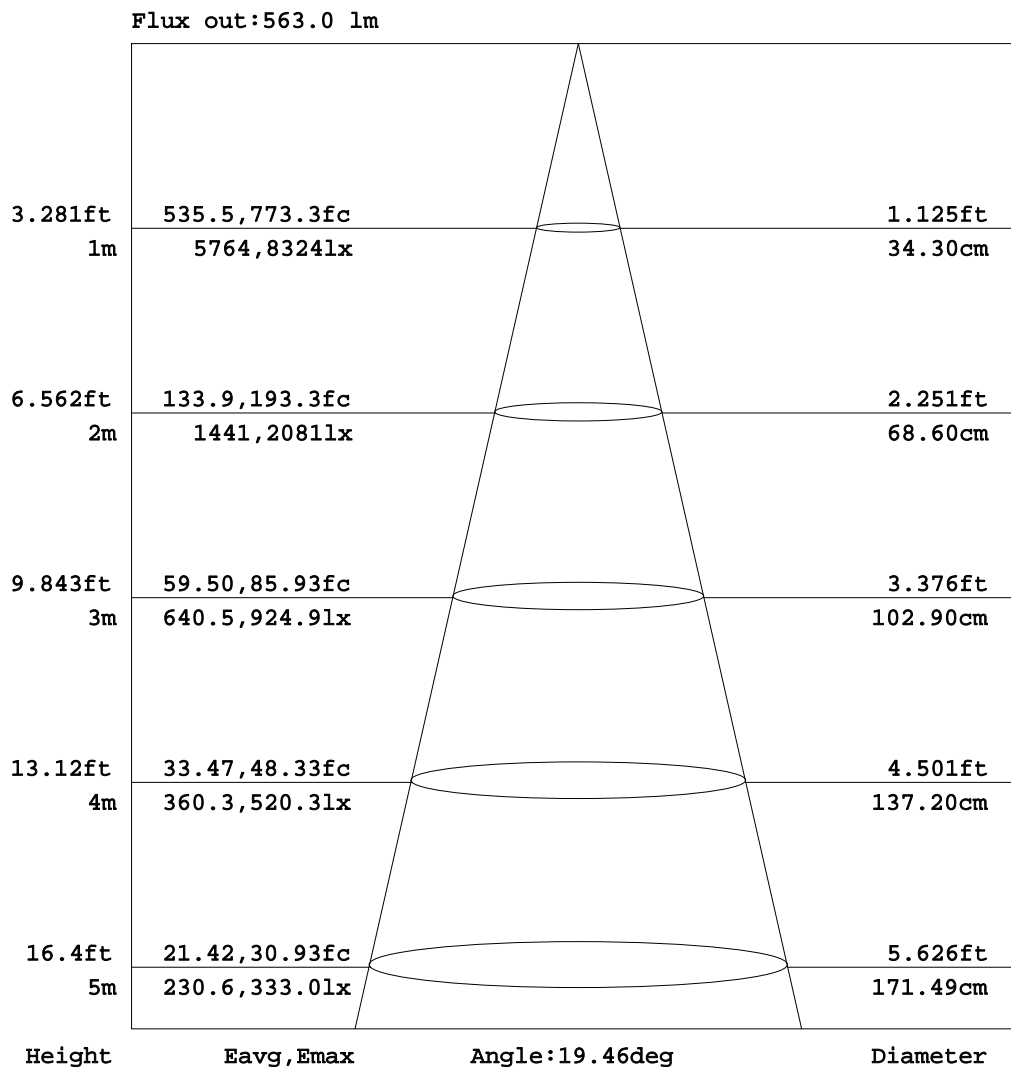 Flux out:563.0 lm
3.281ft 535.5,773.3fc 1.125ft
1m 5764,8324lx 34.30cm
6.562ft 133.9,193.3fc 2.251ft
2m 1441,2081lx 68.60cm
9.843ft 59.50,85.93fc 3.376ft
3m 640.5,924.9lx 102.90cm
13.12ft 33.47,48.33fc 4.501ft
4m 360.3,520.3lx 137.20cm
16.4ft 21.42,30.93fc 5.626ft
5m 230.6,333.0lx 171.49cm
Height Eavg,Emax Angle:19.46deg Diameter